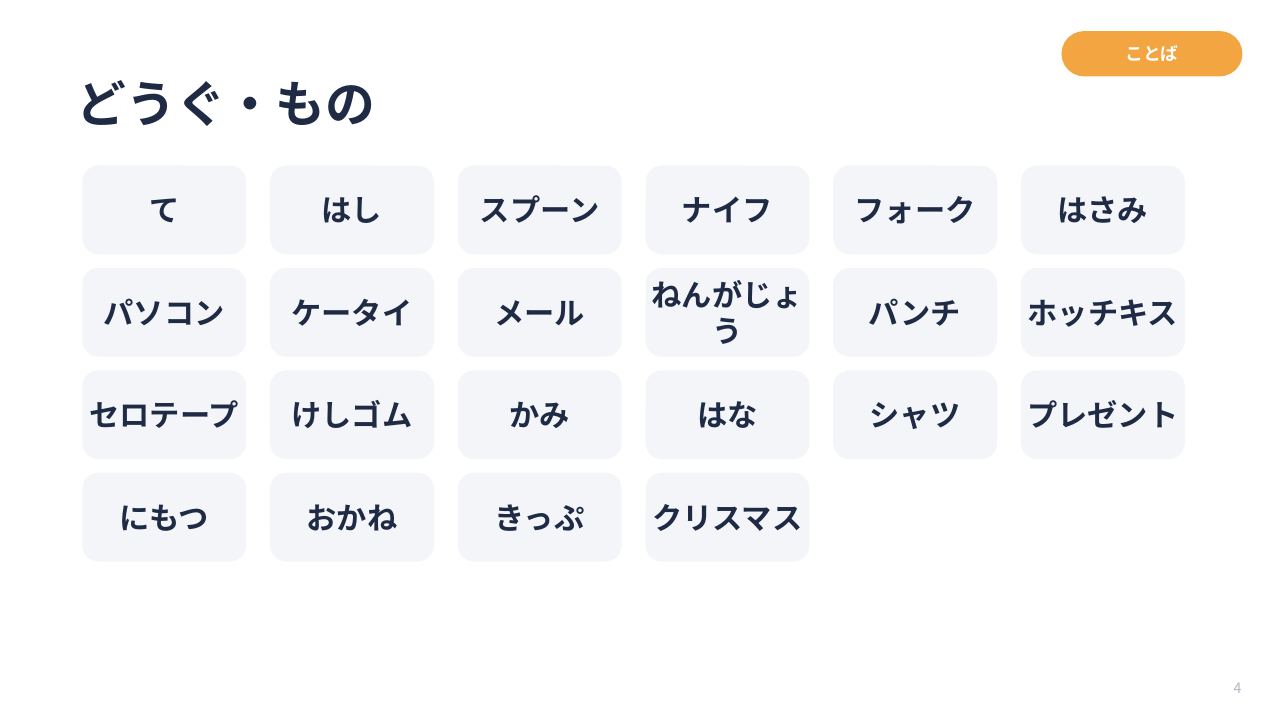 ことば
どうぐ・もの
て
はし
スプーン
ナイフ
フォーク
はさみ
パソコン
ケータイ
メール
ねんがじょ
う
パンチ
ホッチキス
セロテープ
けしゴム
かみ
はな
シャツ
プレゼント
にもつ
おかね
きっぷ
クリスマス
4